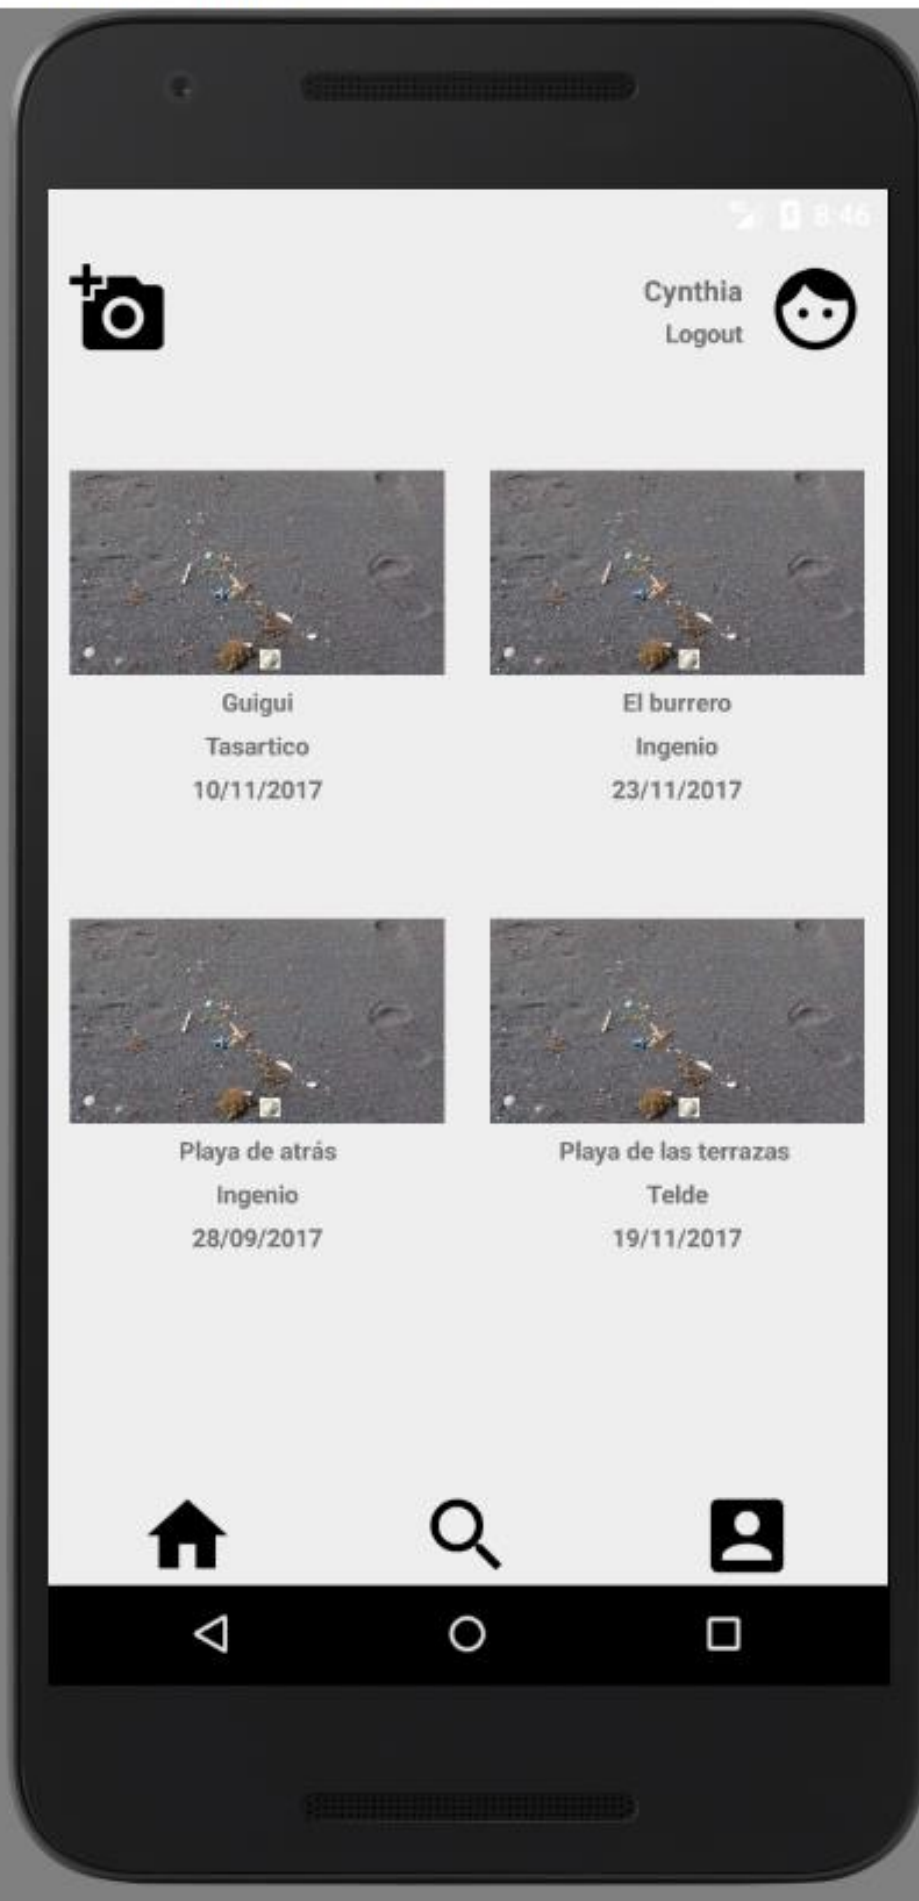 8:46
Cynthia
Logout
Guigui
Tasartico
10/11/2017
El burrero
Ingenio
23/11/2017
Playa de atrás
Ingenio
28/09/2017
Playa de las terrazas
Telde
19/11/2017